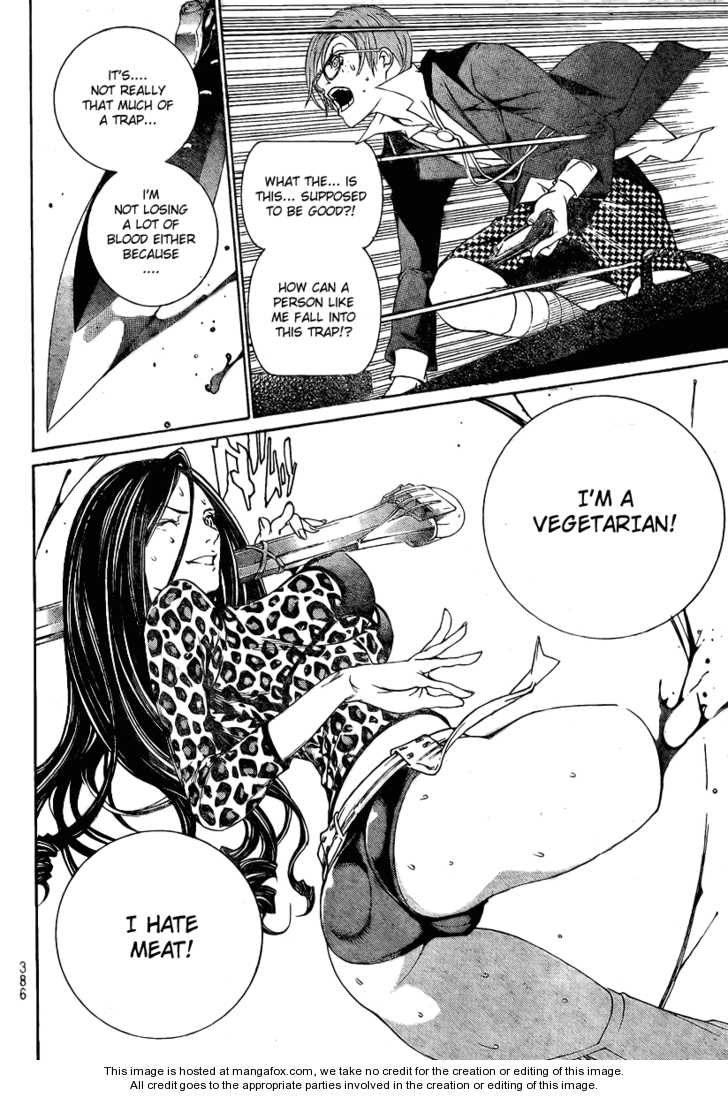 WHAT THE... IS
THIS... SUPPOSED
TO BE GOOD?!
HOW CAN A
PERSON LIKE
ME FALL INTO
THIS TRAP!?
IT'S....
NOT REALLY
THAT MUCH OF
A TRAP...
I'M
NOT LOSING
A LOT OF
BLOOD EITHER
BECAUSE
....
I'M A
VEGETARIAN!
I HATE
MEAT!
386
This image is hosted at mangafox.com, we take no credit for the creation or editing of this image.
All credit goes to the appropriate parties involved in the creation or editing of this image.